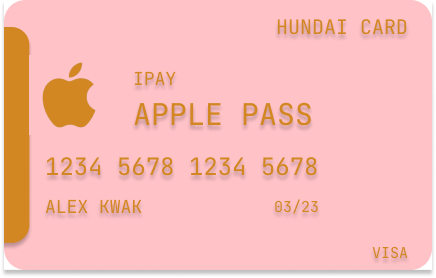 HUNDAI CARD
IPAY
APPLE PASS
1234 5678 1234 5678
ALEX KWAK 03/23
VISA